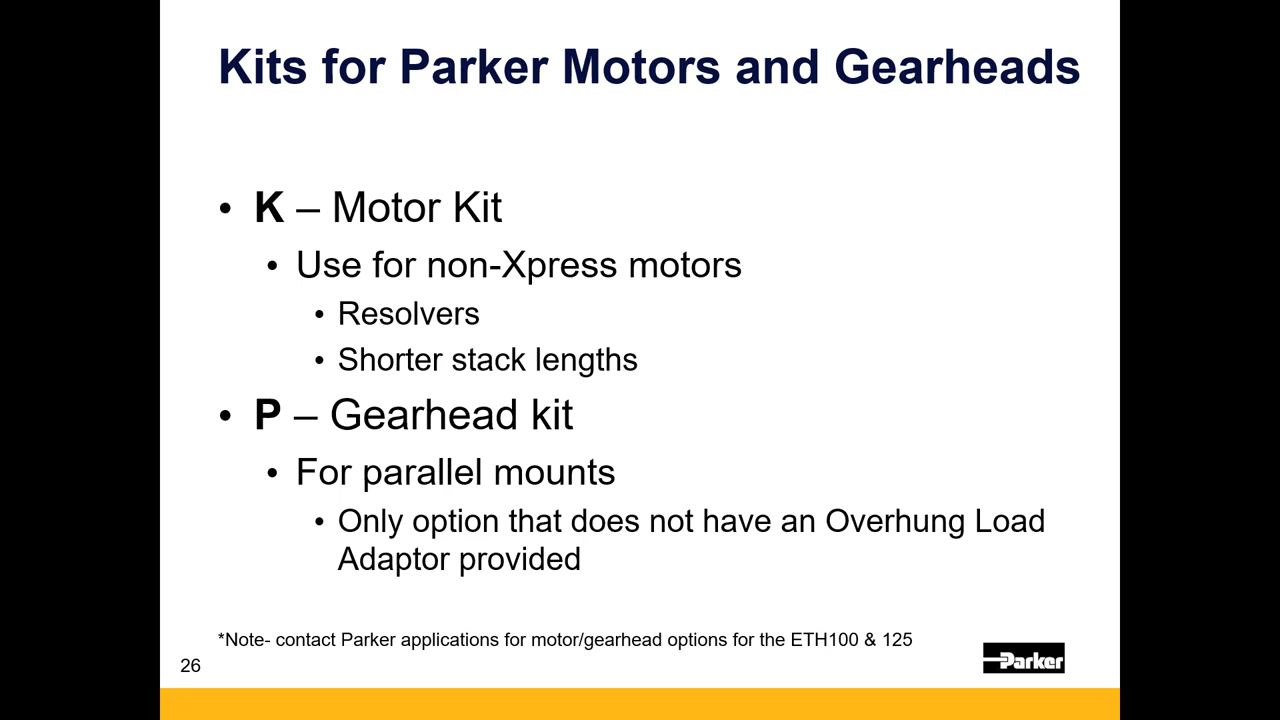 Kits for Parker Motors and Gearheads
• K – Motor Kit
• Use for non-Xpress motors
• Resolvers
• Shorter stack lengths
• P – Gearhead kit
• For parallel mounts
• Only option that does not have an Overhung Load
Adaptor provided
*Note- contact Parker applications for motor/gearhead options for the ETH100 & 125
26
Parker